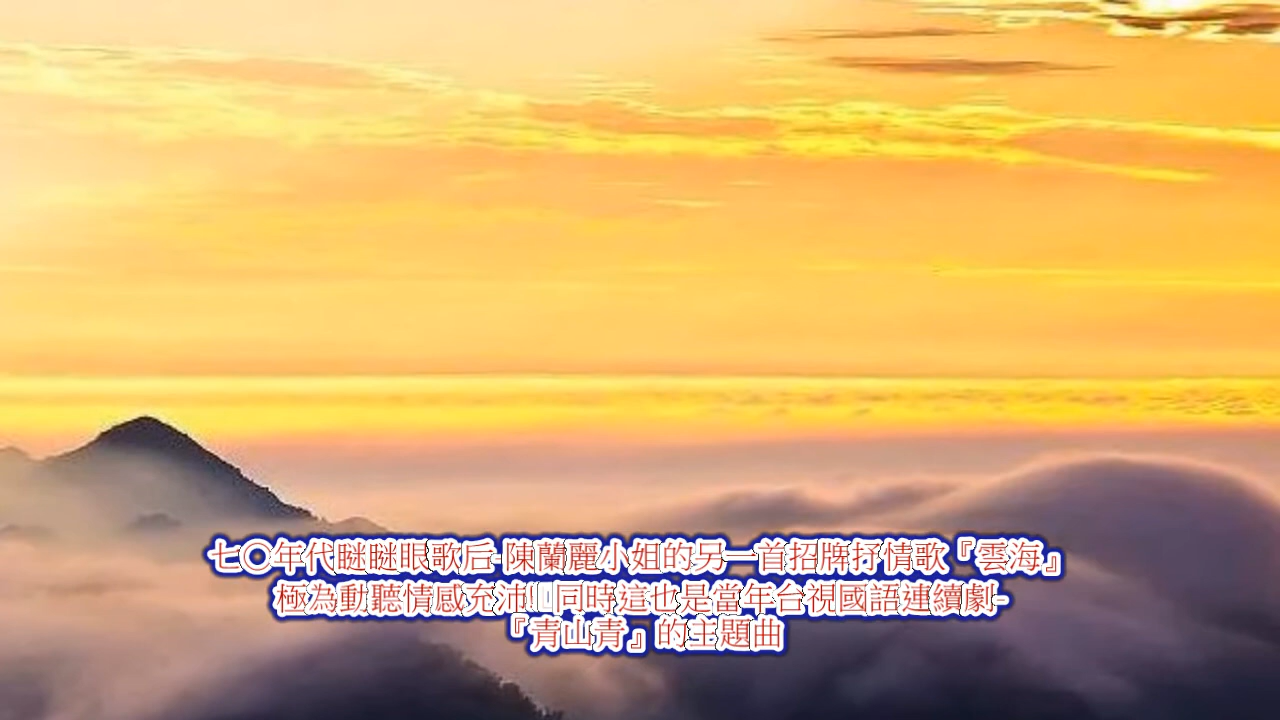 七〇年代瞇瞇眼歌后-陳蘭麗小姐的另一首招牌抒情歌『雲海』
極為動聽情感充沛!! 同時這也是當年台視國語連續劇-
『青山青』的主題曲